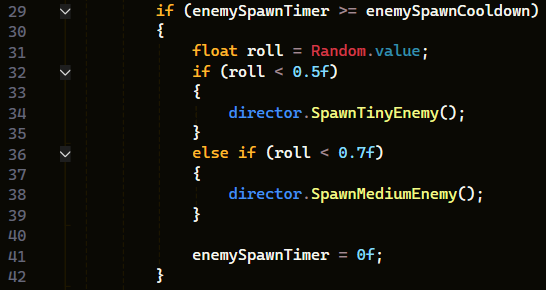 29 if (enemySpawnTimer >= enemySpawnCooldown)
30 {
31 float roll = Random.value;
32 if (roll < 0.5f)
33 {
34 director.SpawnTinyEnemy();
35 }
36 else if (roll < 0.7f)
37 {
38 director.SpawnMediumEnemy();
39 }
40
41 enemySpawnTimer = 0f;
42 }